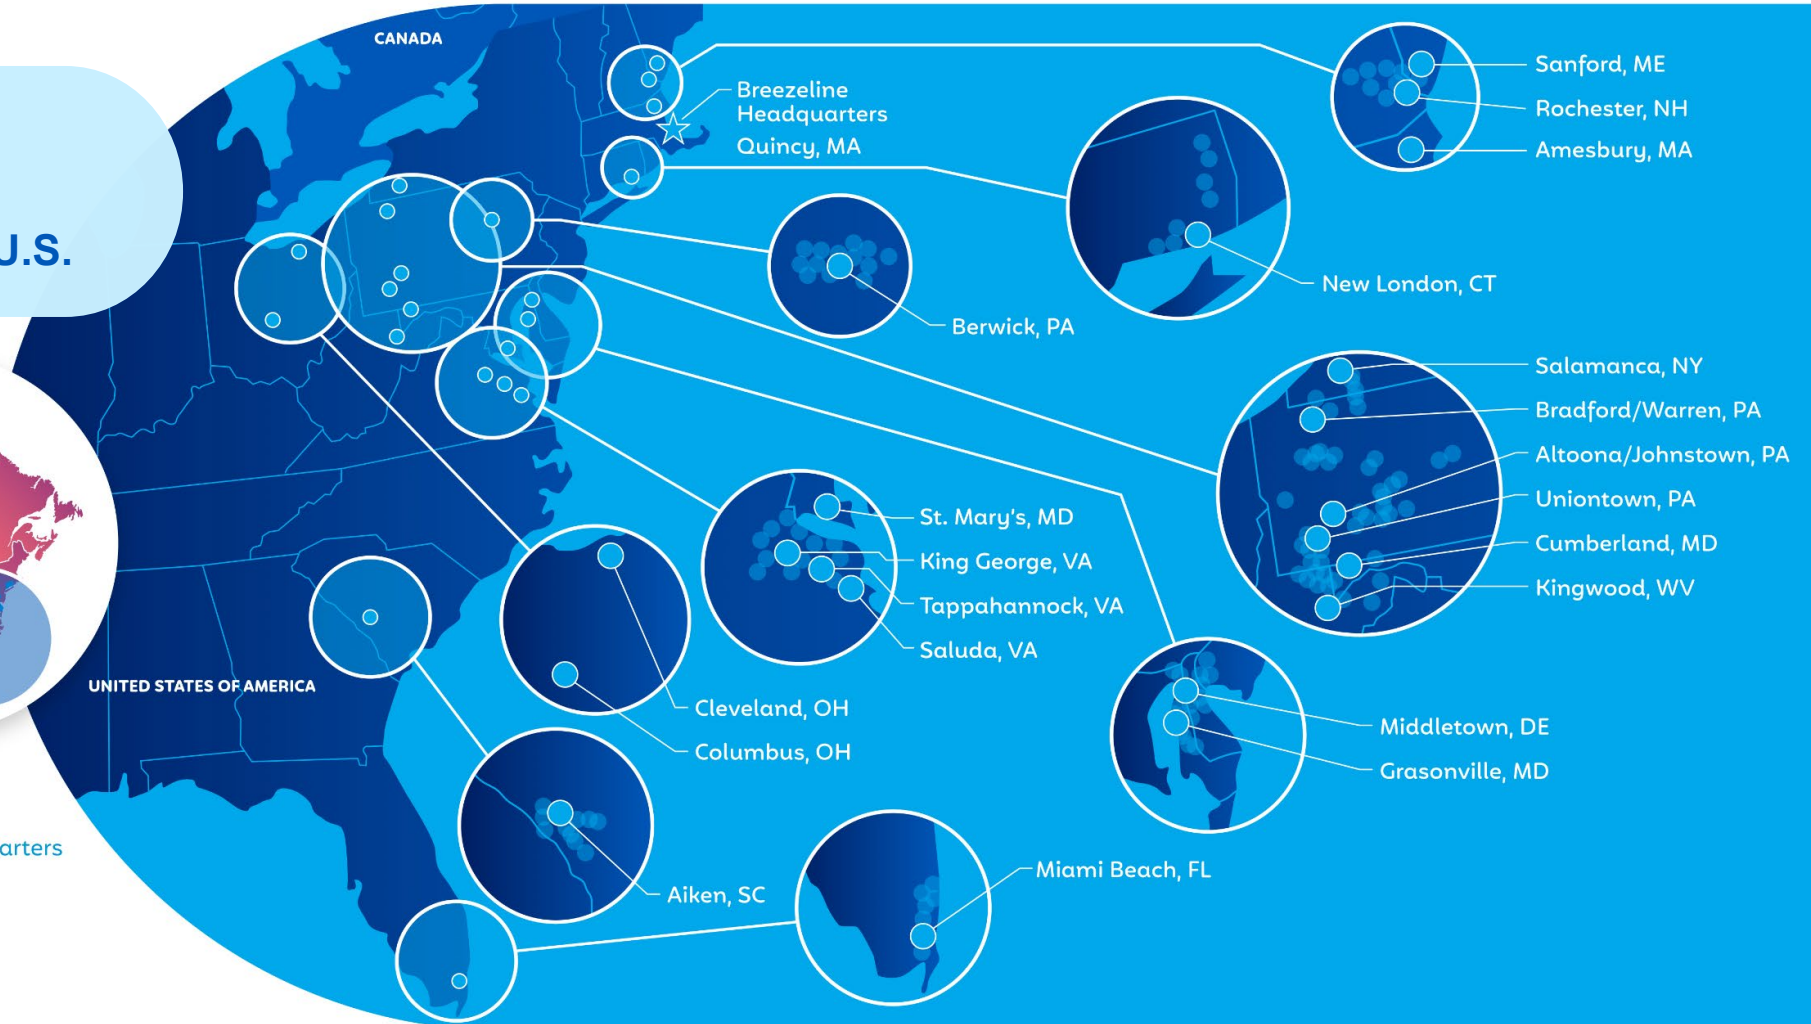 CANADA
U.S.
Breezeline
Headquarters
Quincy, MA
Sanford, ME
Rochester, NH
Amesbury, MA
New London, CT
Berwick, PA
Salamanca, NY
Bradford/Warren, PA
Altoona/Johnstown, PA
Uniontown, PA
Cumberland, MD
Kingwood, WV
St. Mary's, MD
King George, VA
Tappahannock, VA
Saluda, VA
UNITED STATES OF AMERICA
Cleveland, OH
Columbus, OH
Middletown, DE
Grasonville, MD
arters
Aiken, SC
Miami Beach, FL